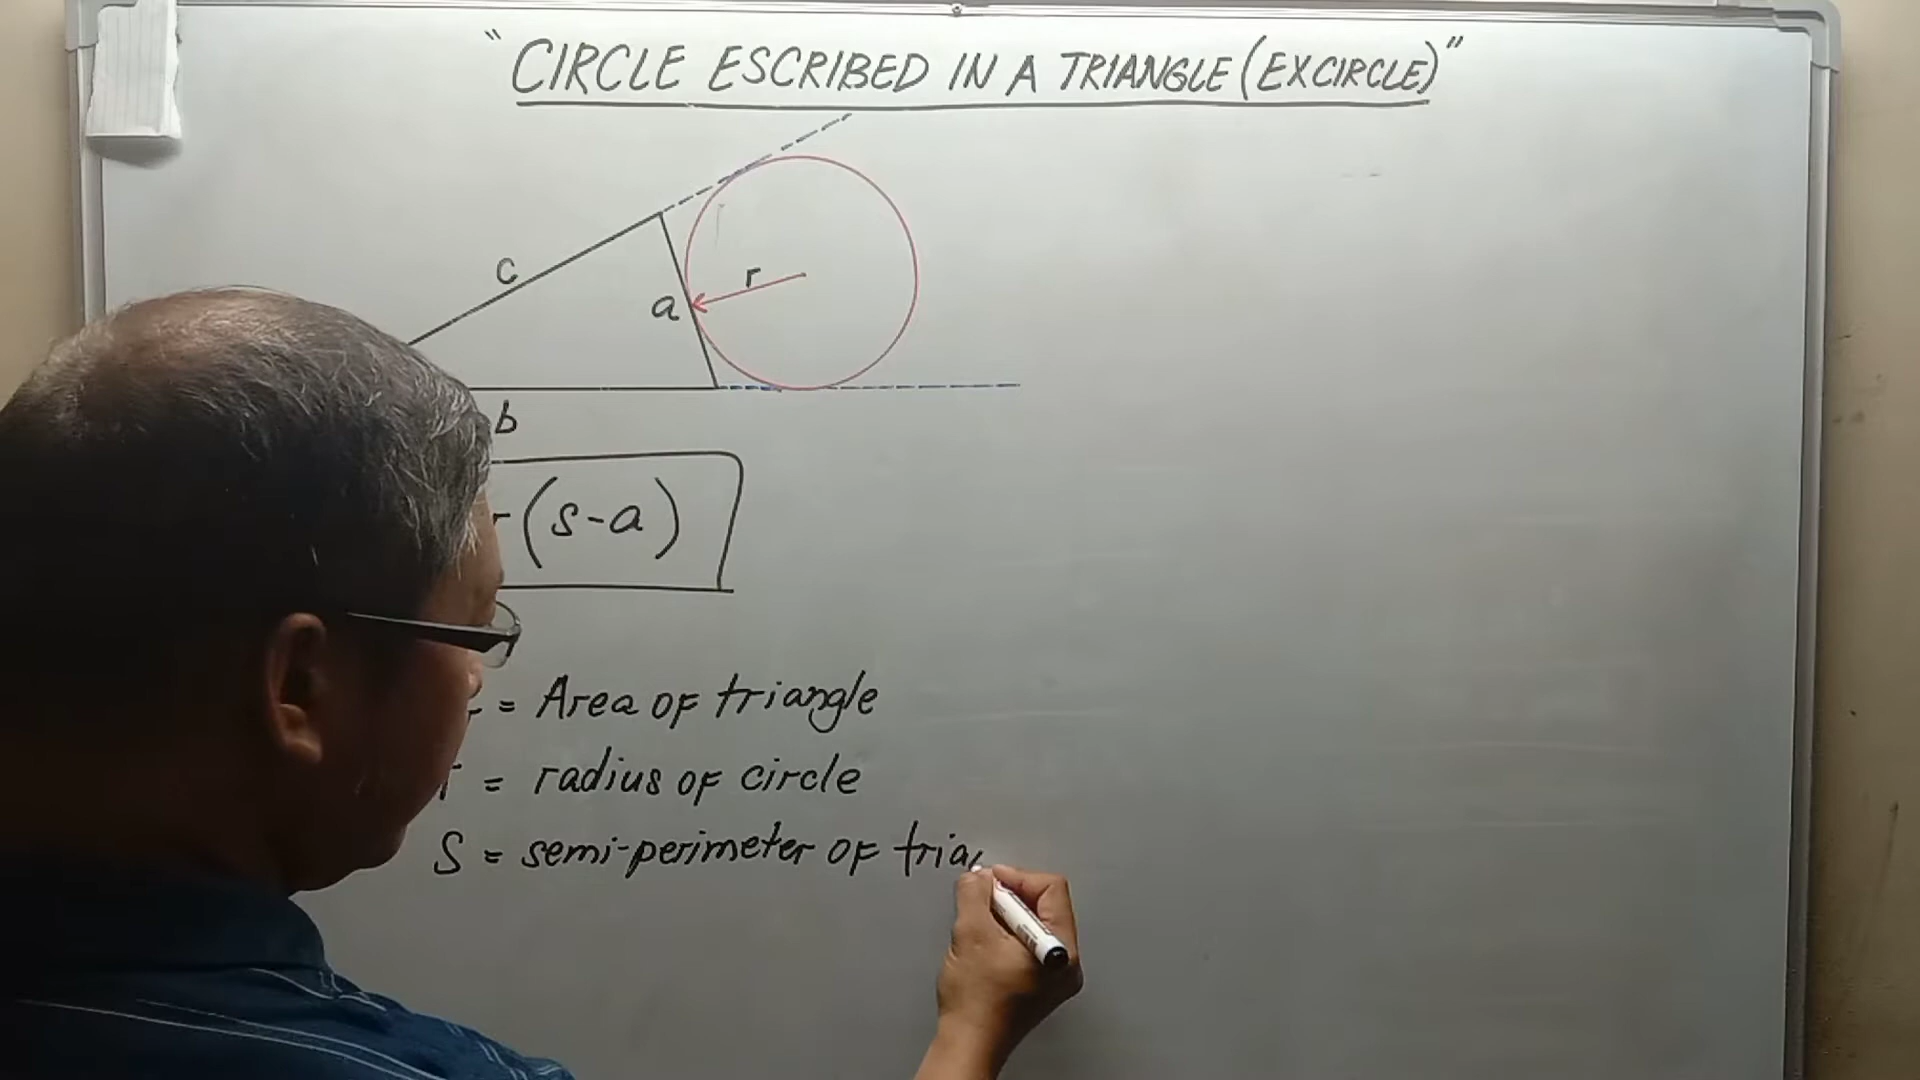 "CIRCLE ESCRIBED IN A TRIANGLE (EXCIRCLE)"
c
r
a
b
(s-a)
= Area OF triangle
r = radius OF circle
S = semi-perimeter OF tria